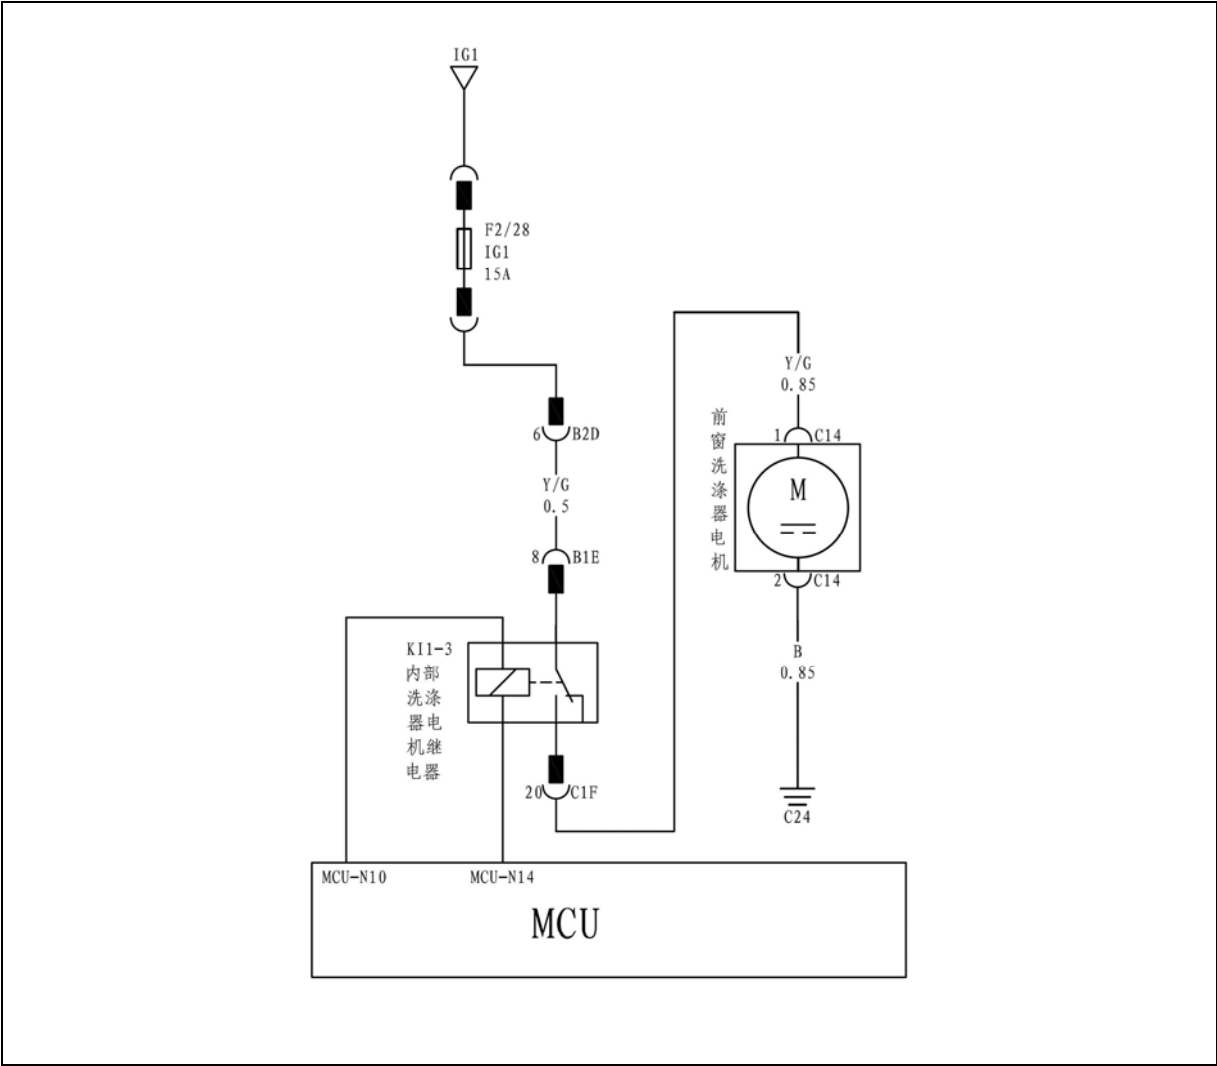 IG1
F2/28
IG1
15A
6
B2D
Y/G
0.5
8
B1E
KI1-3
内部
洗涤
器电
机继
电器
20
C1F
Y/G
0.85
前
窗
洗
涤
器
电
机
1
C14
M
2
C14
B
0.85
C24
MCU-N10
MCU-N14
MCU